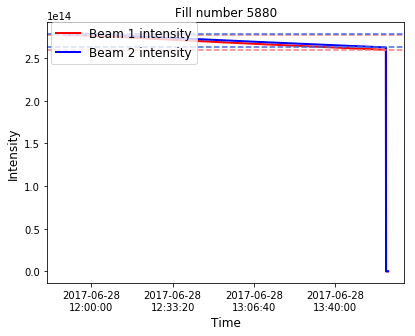 Fill number 5880
1e14
Beam 1 intensity
Beam 2 intensity
2.5
2.0
1.5
1.0
0.5
0.0
Intensity
2017-06-28
12:00:00
2017-06-28
12:33:20
2017-06-28
13:06:40
2017-06-28
13:40:00
Time